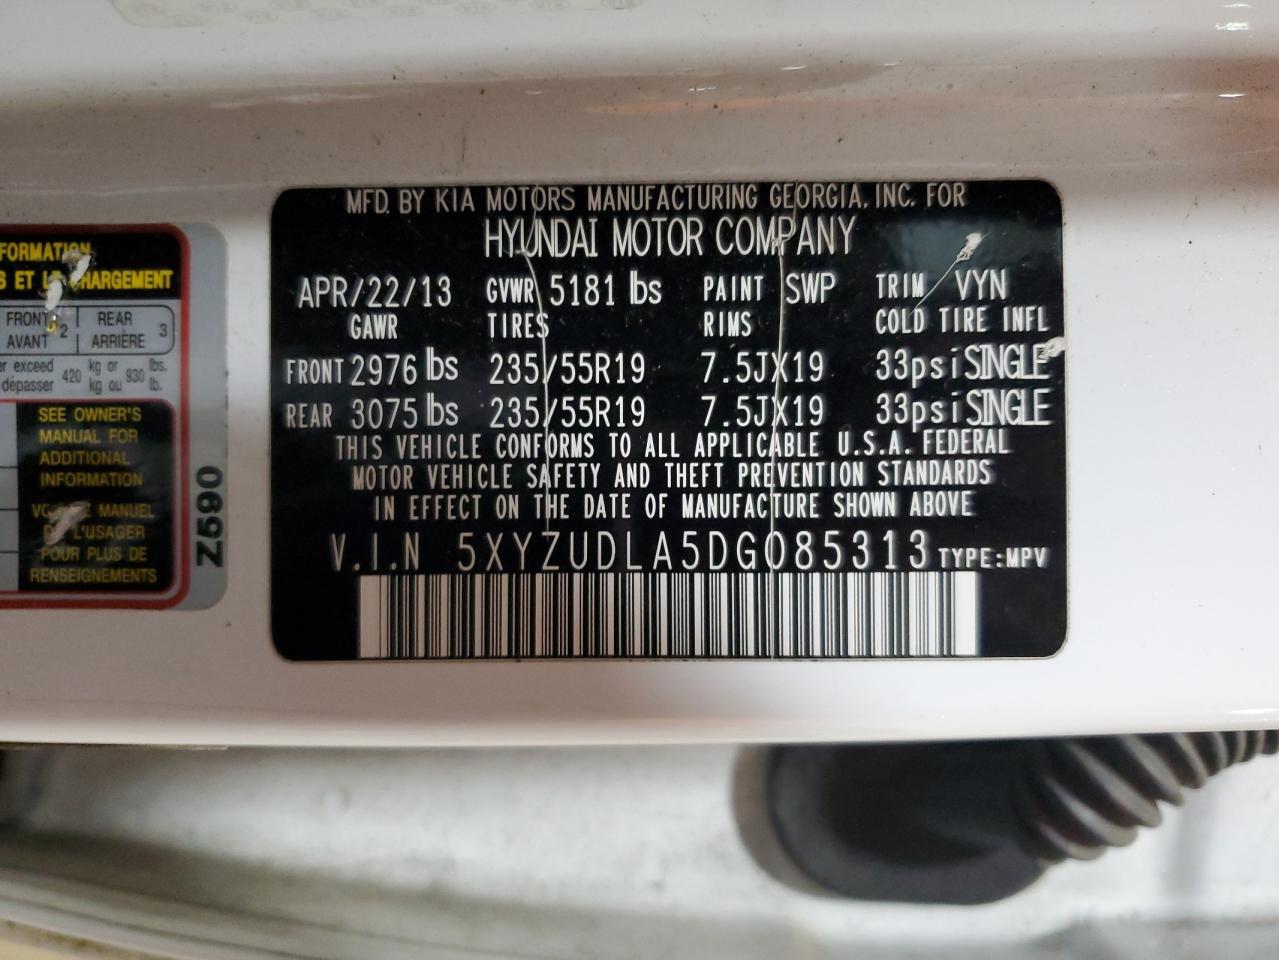 FORMATION
S ET LE CHARGEMENT
FRONT 2 REAR 3
AVANT ARRIÈRE
er exceed 420 kg or 930 lbs.
dépasser kg ou lb.
SEE OWNER'S
MANUAL FOR
ADDITIONAL
INFORMATION
MANUEL
L'USAGER
POUR PLUS DE
RENSEIGNEMENTS
Z590
MFD. BY KIA MOTORS MANUFACTURING GEORGIA, INC. FOR
HYUNDAI MOTOR COMPANY
APR/22/13 GVWR 5181 lbs PAINT SWP TRIM VYN
GAWR TIRES RIMS COLD TIRE INFL
FRONT 2976 lbs 235/55R19 7.5JX19 33psi SINGLE
REAR 3075 lbs 235/55R19 7.5JX19 33psi SINGLE
THIS VEHICLE CONFORMS TO ALL APPLICABLE U.S.A. FEDERAL
MOTOR VEHICLE SAFETY AND THEFT PREVENTION STANDARDS
IN EFFECT ON THE DATE OF MANUFACTURE SHOWN ABOVE
V.I.N 5XYZUDLA5DG085313 TYPE:MPV